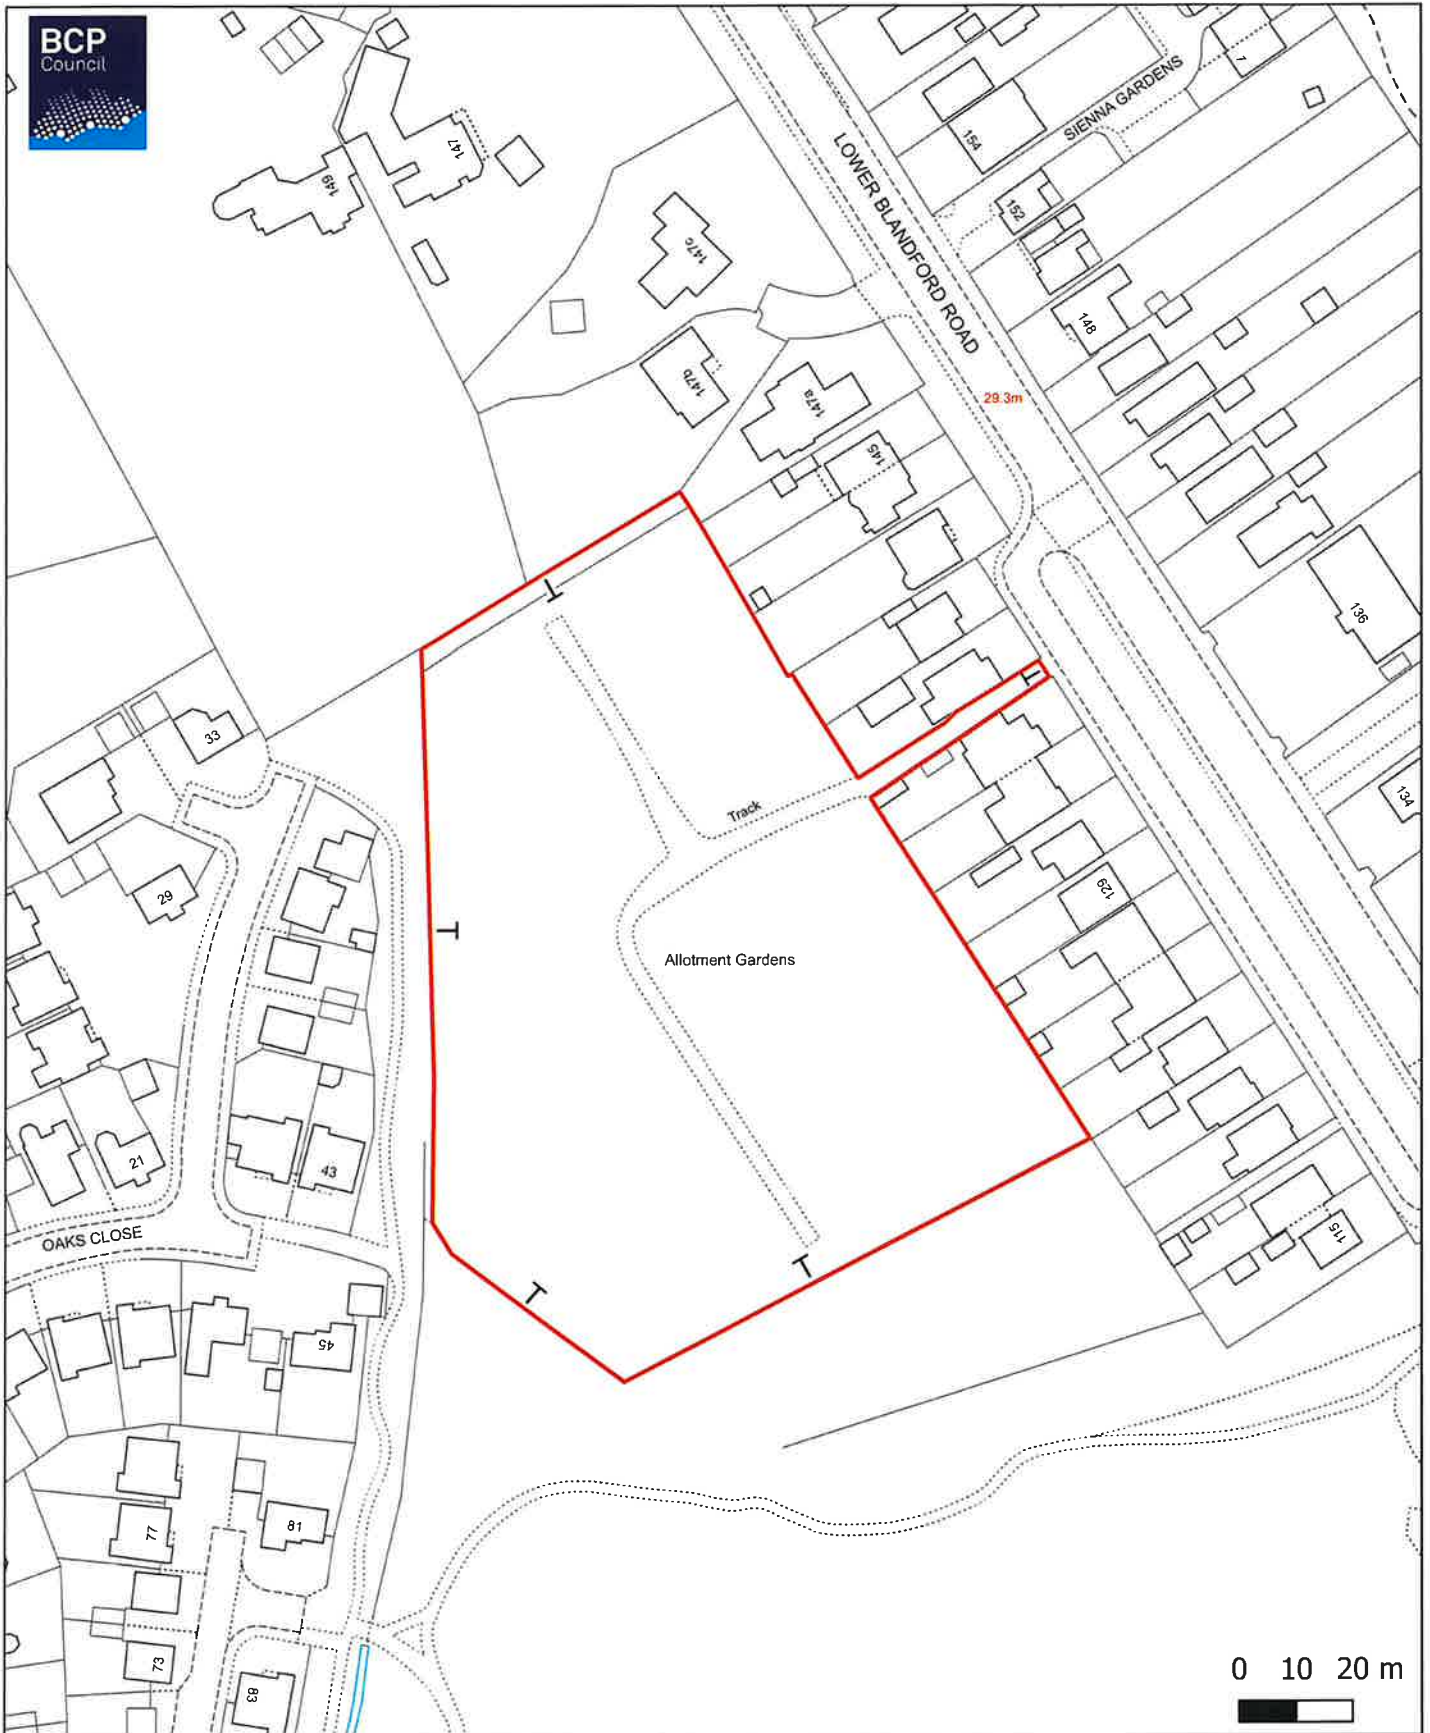 BCP
Council
147
149
147c
147b
147a
145
LOWER BLANDFORD ROAD
SIENNA GARDENS
7
154
152
148
29.3m
136
134
33
29
Track
129
Allotment Gardens
21
43
OAKS CLOSE
45
115
77
81
73
83
0 10 20 m
T
T
T
T
T